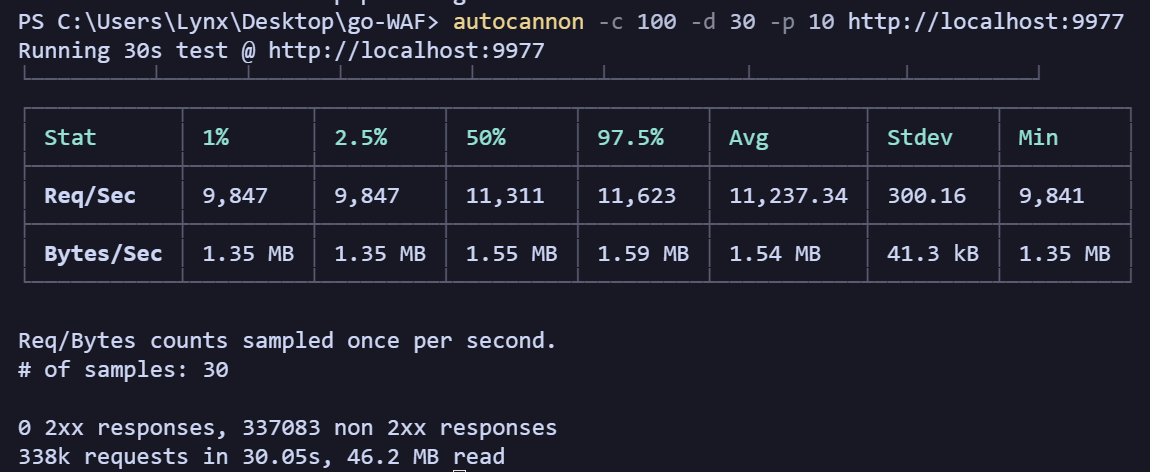 PS C:\Users\Lynx\Desktop\go-WAF> autocannon -c 100 -d 30 -p 10 http://localhost:9977
Running 30s test @ http://localhost:9977
Stat 1% 2.5% 50% 97.5% Avg Stdev Min
Req/Sec 9,847 9,847 11,311 11,623 11,237.34 300.16 9,841
Bytes/Sec 1.35 MB 1.35 MB 1.55 MB 1.59 MB 1.54 MB 41.3 kB 1.35 MB
Req/Bytes counts sampled once per second.
# of samples: 30
0 2xx responses, 337083 non 2xx responses
338k requests in 30.05s, 46.2 MB read